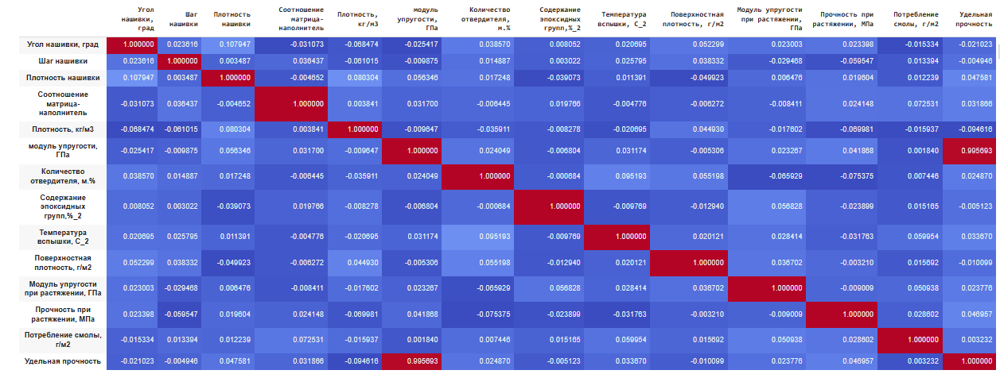 Угол нашивки, град Шаг нашивки Плотность нашивки Соотношение матрица-наполнитель Плотность, кг/м3 модуль упругости, ГПа Количество отвердителя, м.% Содержание эпоксидных групп,%_2 Температура вспышки, С_2 Поверхностная плотность, г/м2 Модуль упругости при растяжении, ГПа Прочность при растяжении, МПа Потребление смолы, г/м2 Удельная прочность
Угол нашивки, град 1.000000 0.023616 0.107947 -0.031073 -0.068474 -0.025417 0.038570 0.008052 0.020695 0.052299 0.023003 0.023398 -0.015334 -0.021023
Шаг нашивки 0.023616 1.000000 0.003487 0.036437 -0.061015 -0.009875 0.014887 0.003022 0.025795 0.038332 -0.029468 -0.059547 0.013394 -0.004946
Плотность нашивки 0.107947 0.003487 1.000000 -0.004652 0.080304 0.056346 0.017248 -0.039073 0.011391 -0.049923 0.006476 0.019604 0.012239 0.047581
Соотношение
матрица-
наполнитель -0.031073 0.036437 -0.004652 1.000000 0.003841 0.031700 -0.006445 0.019766 -0.004776 -0.006272 -0.008411 0.024148 0.072531 0.031866
Плотность, кг/м3 -0.068474 -0.061015 0.080304 0.003841 1.000000 -0.009647 -0.035911 -0.008278 -0.020695 0.044930 -0.017602 -0.069981 -0.015937 -0.094616
модуль упругости,
ГПа -0.025417 -0.009875 0.056346 0.031700 -0.009647 1.000000 0.024049 -0.006804 0.031174 -0.005306 0.023267 0.041868 0.001840 0.995693
Количество
отвердителя, м.% 0.038570 0.014887 0.017248 -0.006445 -0.035911 0.024049 1.000000 -0.000684 0.095193 0.055198 -0.065929 -0.075375 0.007446 0.024870
Содержание
эпоксидных
групп,%_2 0.008052 0.003022 -0.039073 0.019766 -0.008278 -0.006804 -0.000684 1.000000 -0.009769 -0.012940 0.056828 -0.023899 0.015165 -0.005123
Температура
вспышки, С_2 0.020695 0.025795 0.011391 -0.004776 -0.020695 0.031174 0.095193 -0.009769 1.000000 0.020121 0.028414 -0.031763 0.059954 0.033670
Поверхностная
плотность, г/м2 0.052299 0.038332 -0.049923 -0.006272 0.044930 -0.005306 0.055198 -0.012940 0.020121 1.000000 0.036702 -0.003210 0.015692 -0.010099
Модуль упругости
при растяжении, ГПа 0.023003 -0.029468 0.006476 -0.008411 -0.017602 0.023267 -0.065929 0.056828 0.028414 0.036702 1.000000 -0.009009 0.050938 0.023776
Прочность при
растяжении, МПа 0.023398 -0.059547 0.019604 0.024148 -0.069981 0.041868 -0.075375 -0.023899 -0.031763 -0.003210 -0.009009 1.000000 0.028602 0.046957
Потребление смолы,
г/м2 -0.015334 0.013394 0.012239 0.072531 -0.015937 0.001840 0.007446 0.015165 0.059954 0.015692 0.050938 0.028602 1.000000 0.003232
Удельная прочность -0.021023 -0.004946 0.047581 0.031866 -0.094616 0.995693 0.024870 -0.005123 0.033670 -0.010099 0.023776 0.046957 0.003232 1.000000